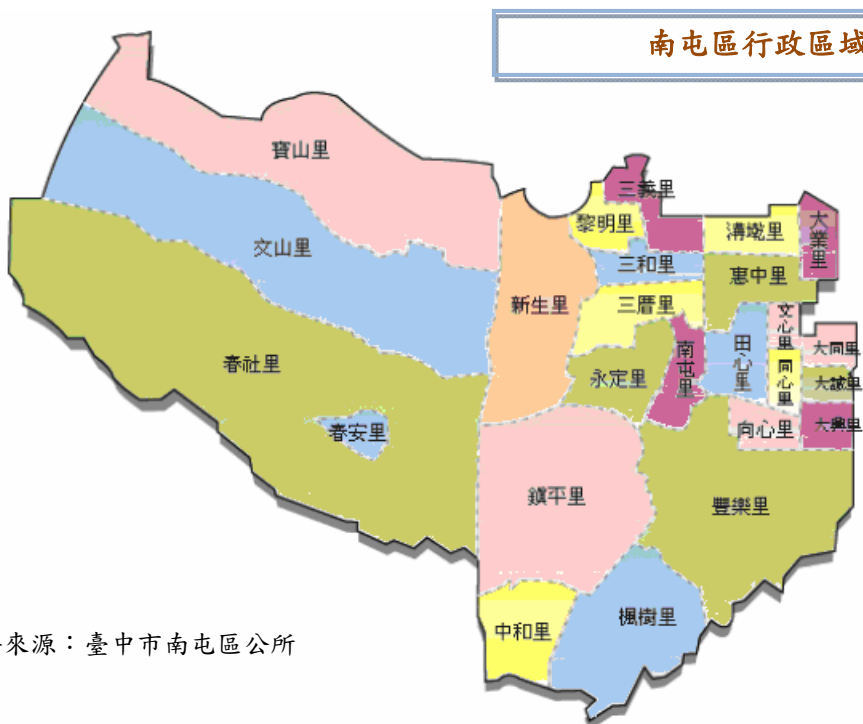 南屯區行政區域
寶山里
三義里
黎明里
溝墘里
大業里
文山里
三和里
惠中里
新生里
三厝里
文心里
春社里
永定里
南屯里
田心里
同心里
大同里
大誠里
春安里
向心里
大興里
鎮平里
豐樂里
中和里
楓樹里
來源：臺中市南屯區公所